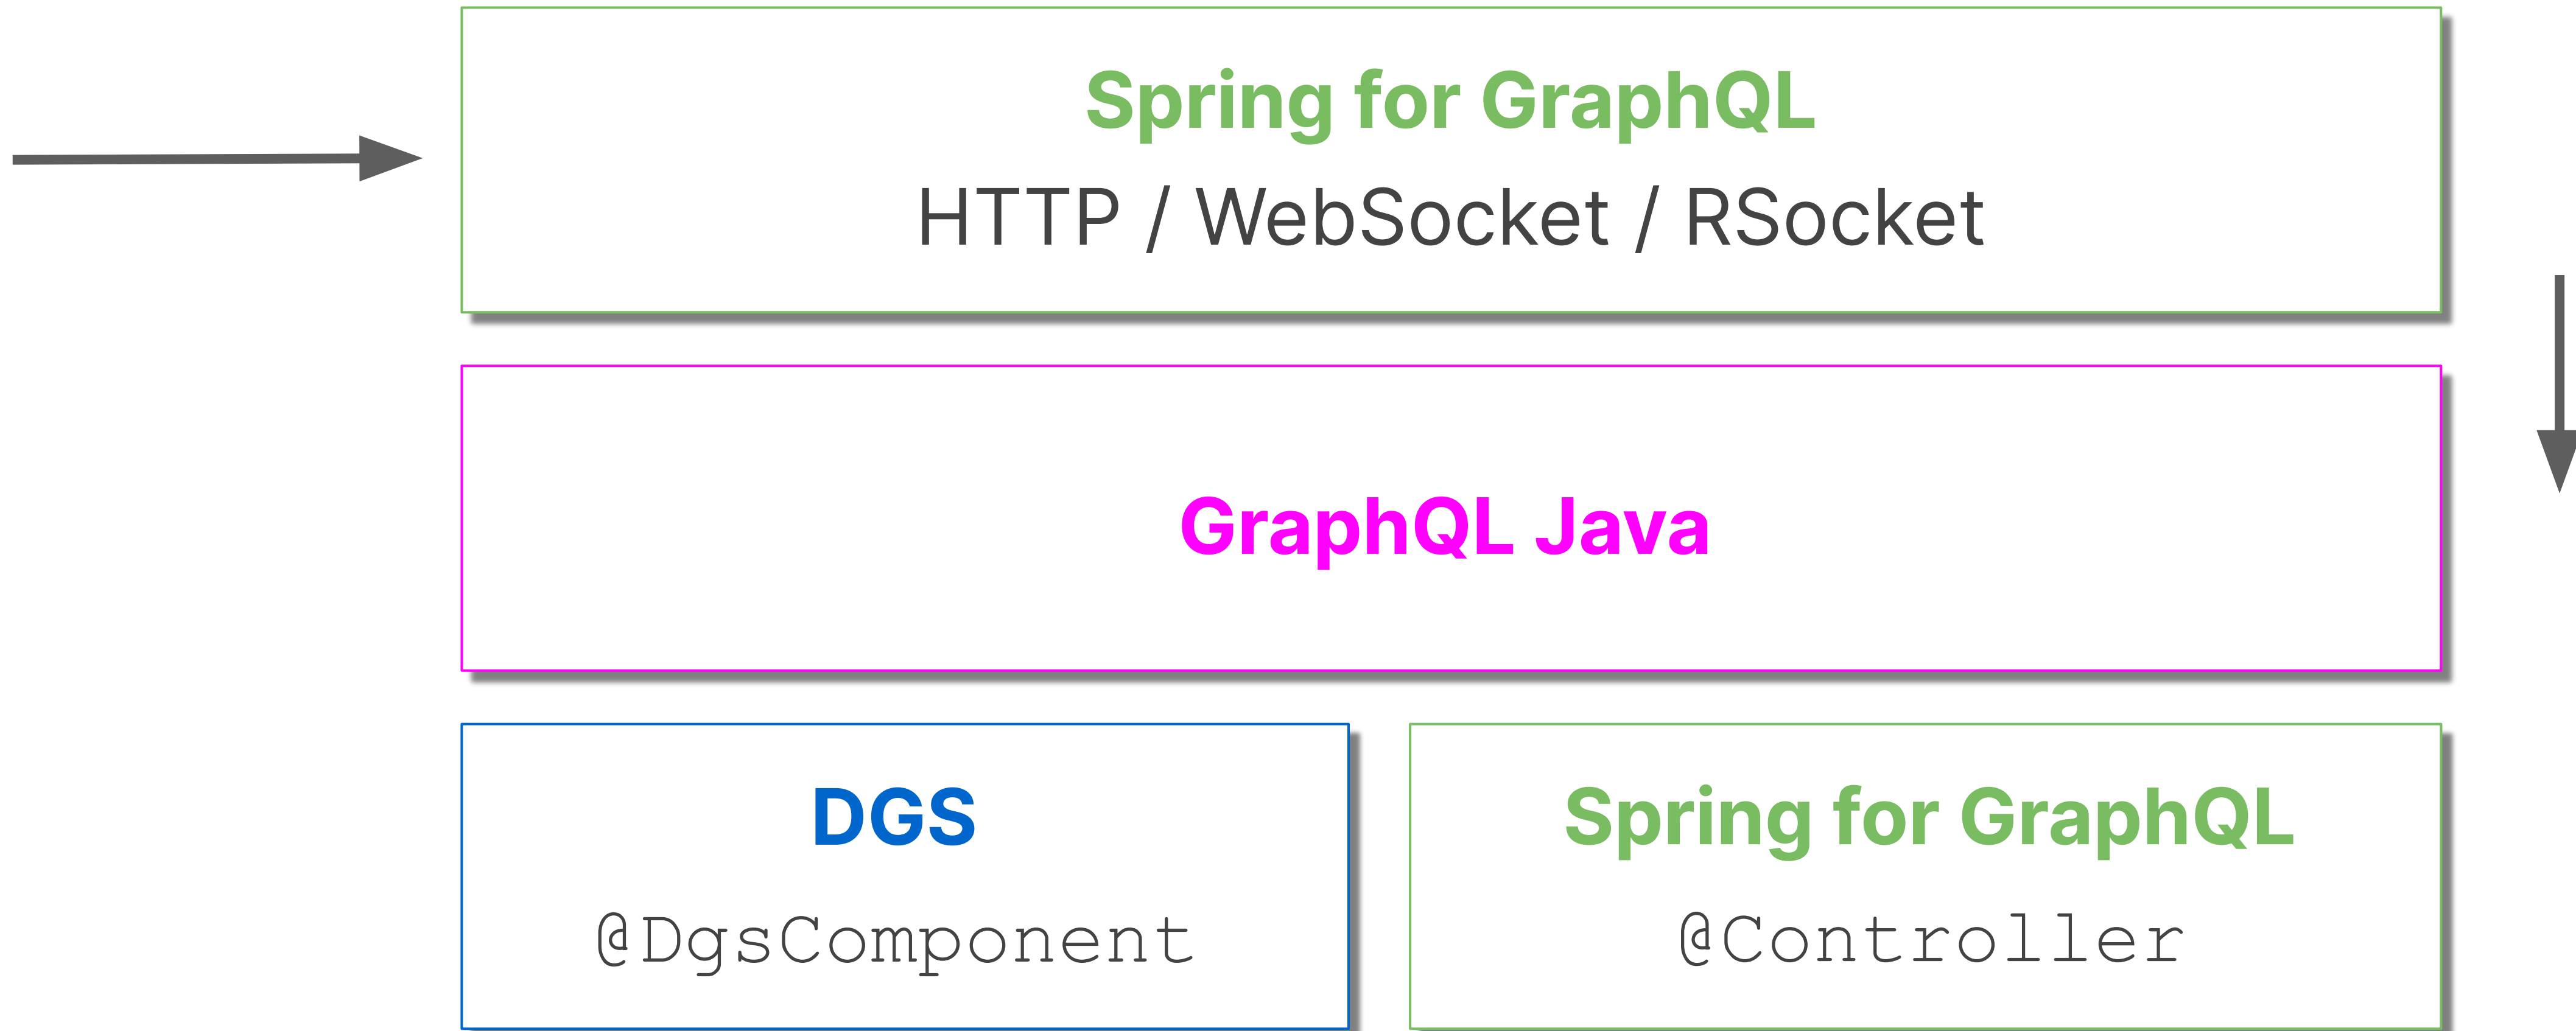 Spring for GraphQL
HTTP / WebSocket / RSocket
GraphQL Java
DGS
@DgsComponent
Spring for GraphQL
@Controller